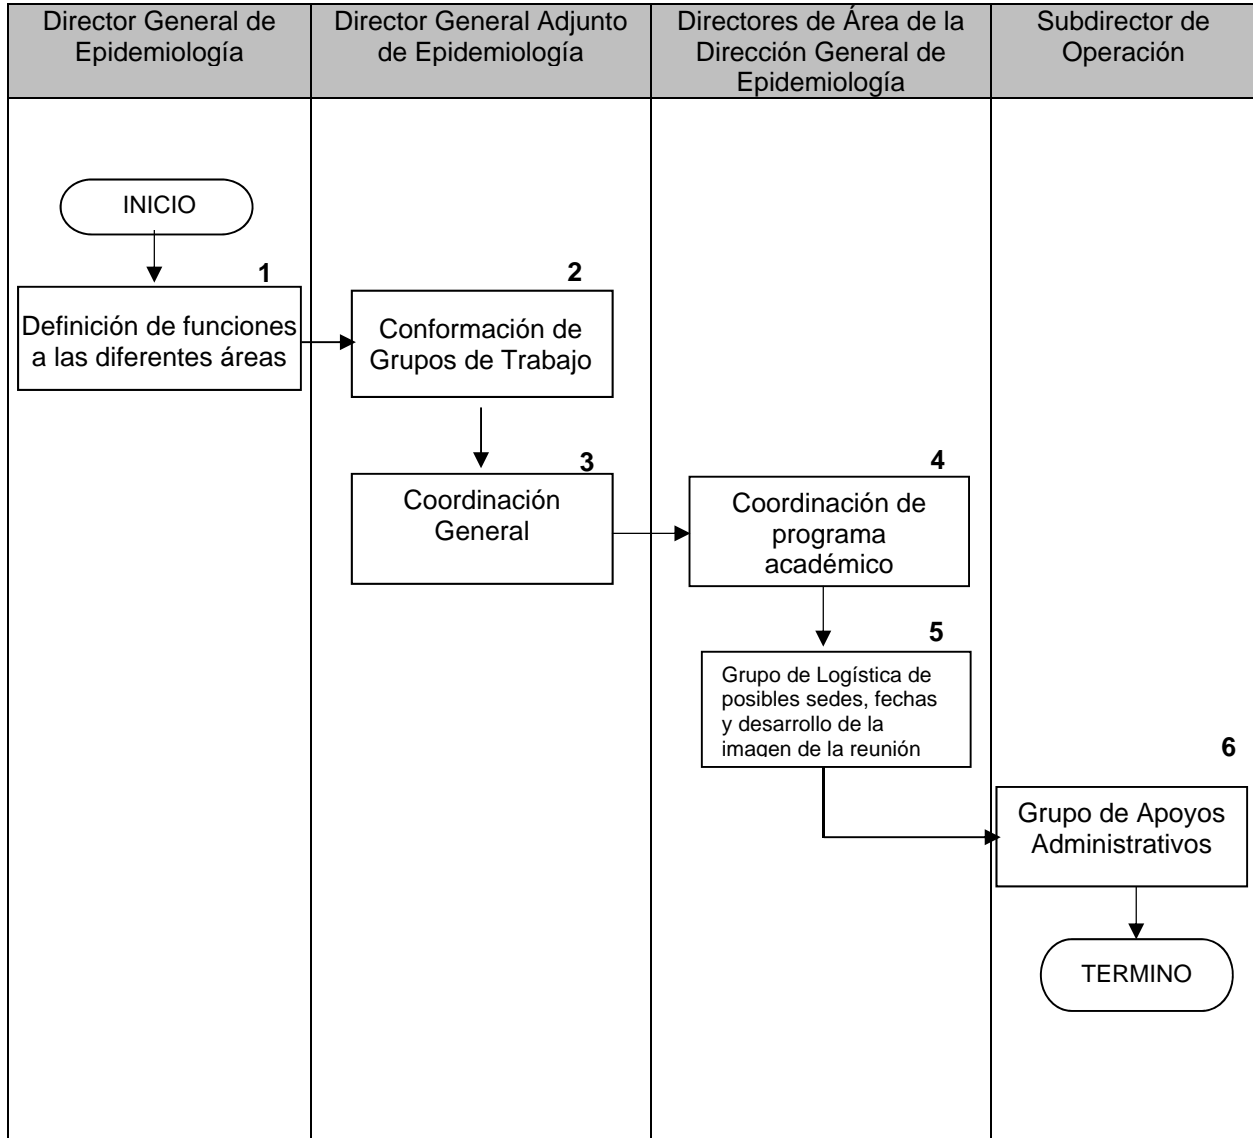 Director General de
Epidemiología
Director General Adjunto
de Epidemiología
Directores de Área de la
Dirección General de
Epidemiología
Subdirector de
Operación
INICIO
1
Definición de funciones
a las diferentes áreas
2
Conformación de
Grupos de Trabajo
3
Coordinación
General
4
Coordinación de
programa
académico
5
Grupo de Logística de
posibles sedes, fechas
y desarrollo de la
imagen de la reunión
6
Grupo de Apoyos
Administrativos
TERMINO